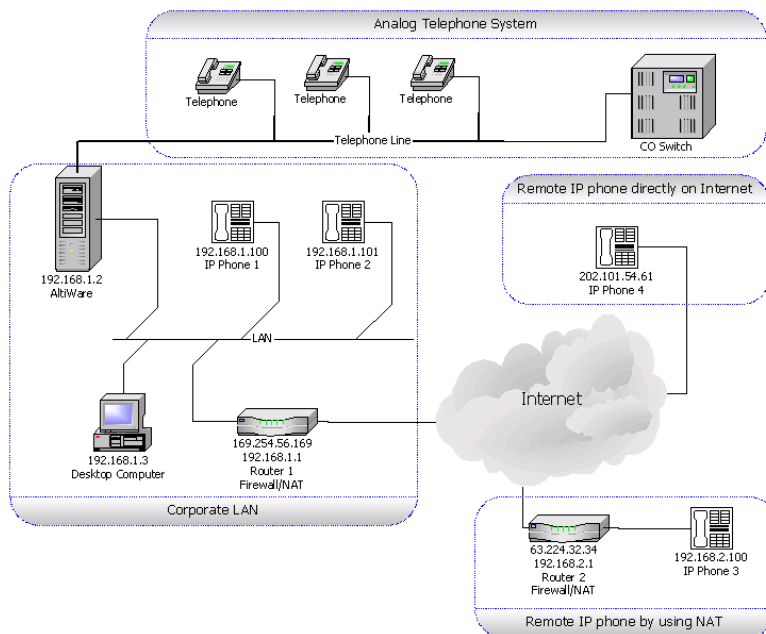 Analog Telephone System
Telephone
Telephone
Telephone
Telephone Line
CO Switch
192.168.1.2
AltiWare
192.168.1.100
IP Phone 1
192.168.1.101
IP Phone 2
LAN
192.168.1.3
Desktop Computer
169.254.56.169
192.168.1.1
Router 1
Firewall/NAT
Corporate LAN
Remote IP phone directly on Internet
202.101.54.61
IP Phone 4
Internet
63.224.32.34
192.168.2.1
Router 2
Firewall/NAT
192.168.2.100
IP Phone 3
Remote IP phone by using NAT